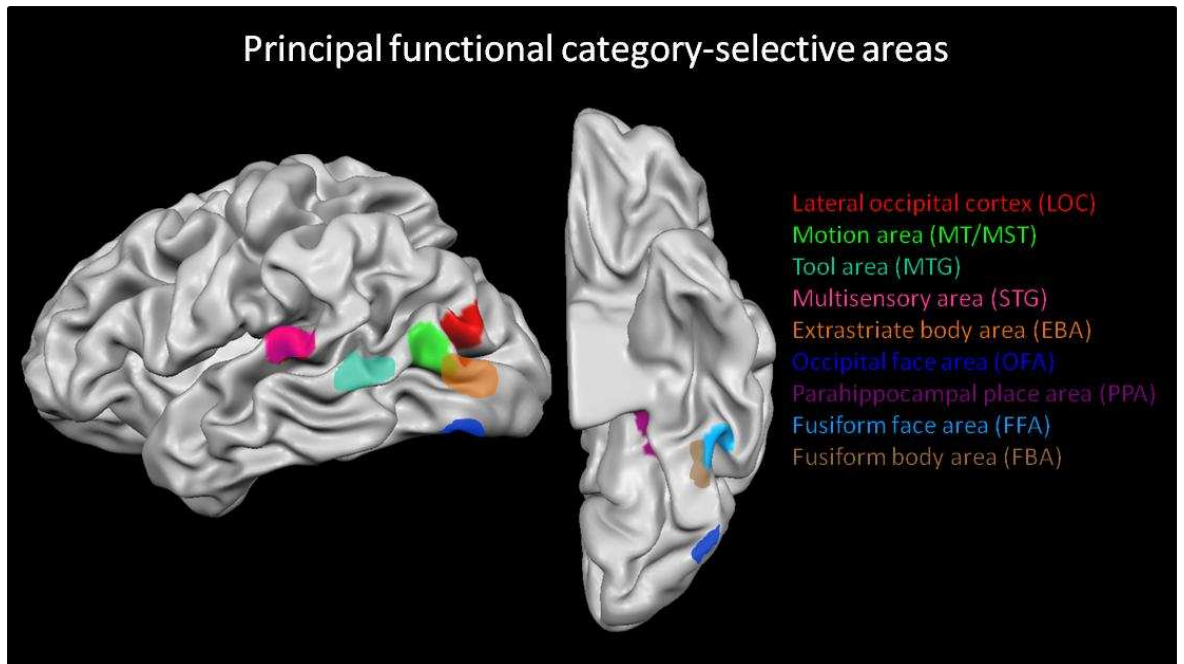 Principal functional category-selective areas
Lateral occipital cortex (LOC)
Motion area (MT/MST)
Tool area (MTG)
Multisensory area (STG)
Extrastriate body area (EBA)
Occipital face area (OFA)
Parahippocampal place area (PPA)
Fusiform face area (FFA)
Fusiform body area (FBA)